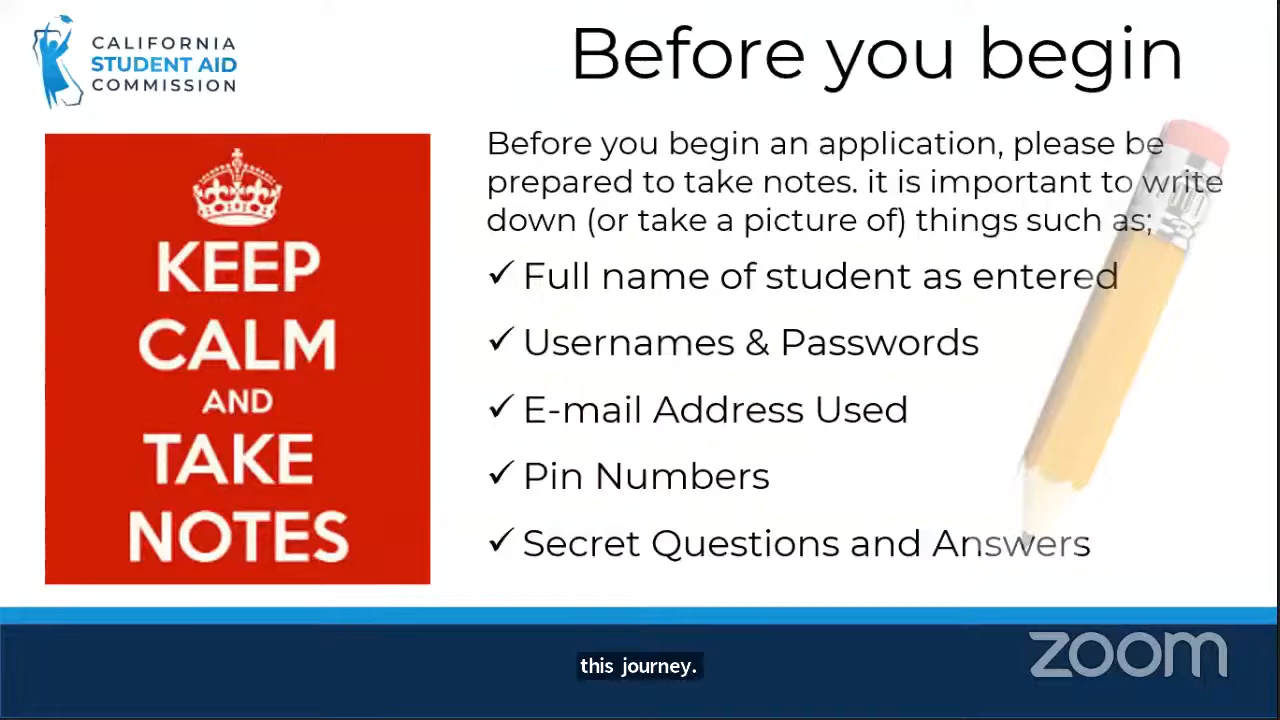 CALIFORNIA
STUDENT AID
COMMISSION
Before you begin
KEEP
CALM
AND
TAKE
NOTES
Before you begin an application, please be
prepared to take notes. it is important to write
down (or take a picture of) things such as;
✓ Full name of student as entered
✓ Usernames & Passwords
✓ E-mail Address Used
✓ Pin Numbers
✓ Secret Questions and Answers
this journey.
zoom